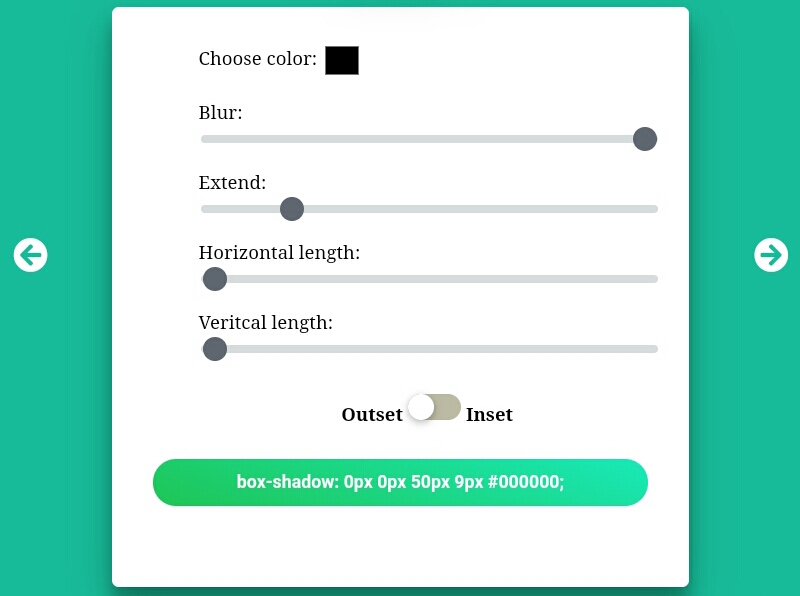 Choose color:
Blur:
Extend:
Horizontal length:
Veritcal length:
Outset Inset
box-shadow: 0px 0px 50px 9px #000000;